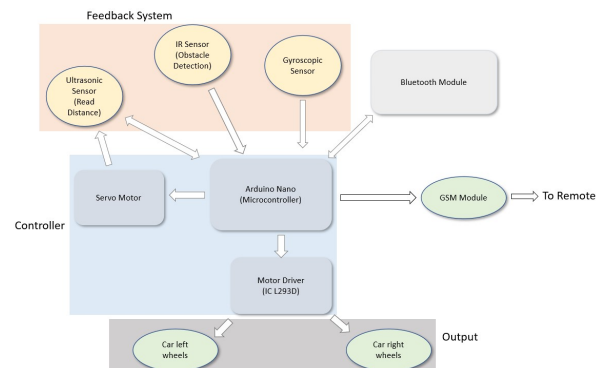 Feedback System
IR Sensor
(Obstacle
Detection)
Gyroscopic
Sensor
Ultrasonic
Sensor
(Read
Distance)
Bluetooth Module
Servo Motor
Arduino Nano
(Microcontroller)
GSM Module
To Remote
Controller
Motor Driver
(IC L293D)
Output
Car left
wheels
Car right
wheels